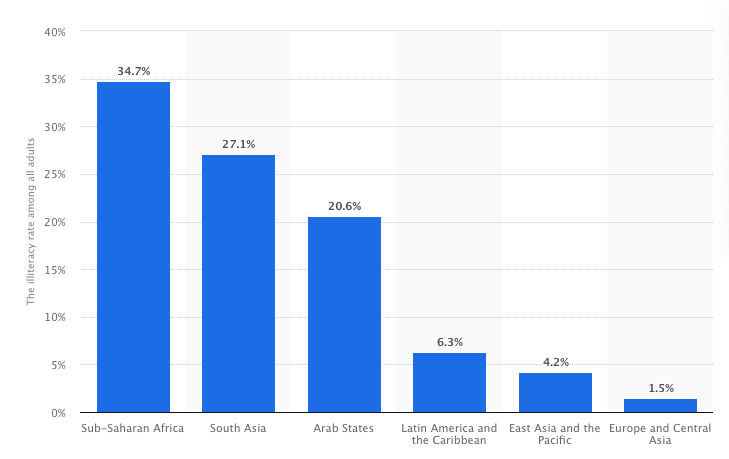 40%
35%
30%
25%
20%
15%
10%
5%
0%
The illiteracy rate among all adults
34.7%
27.1%
20.6%
6.3%
4.2%
1.5%
Sub-Saharan Africa
South Asia
Arab States
Latin America and
the Caribbean
East Asia and the
Pacific
Europe and Central
Asia